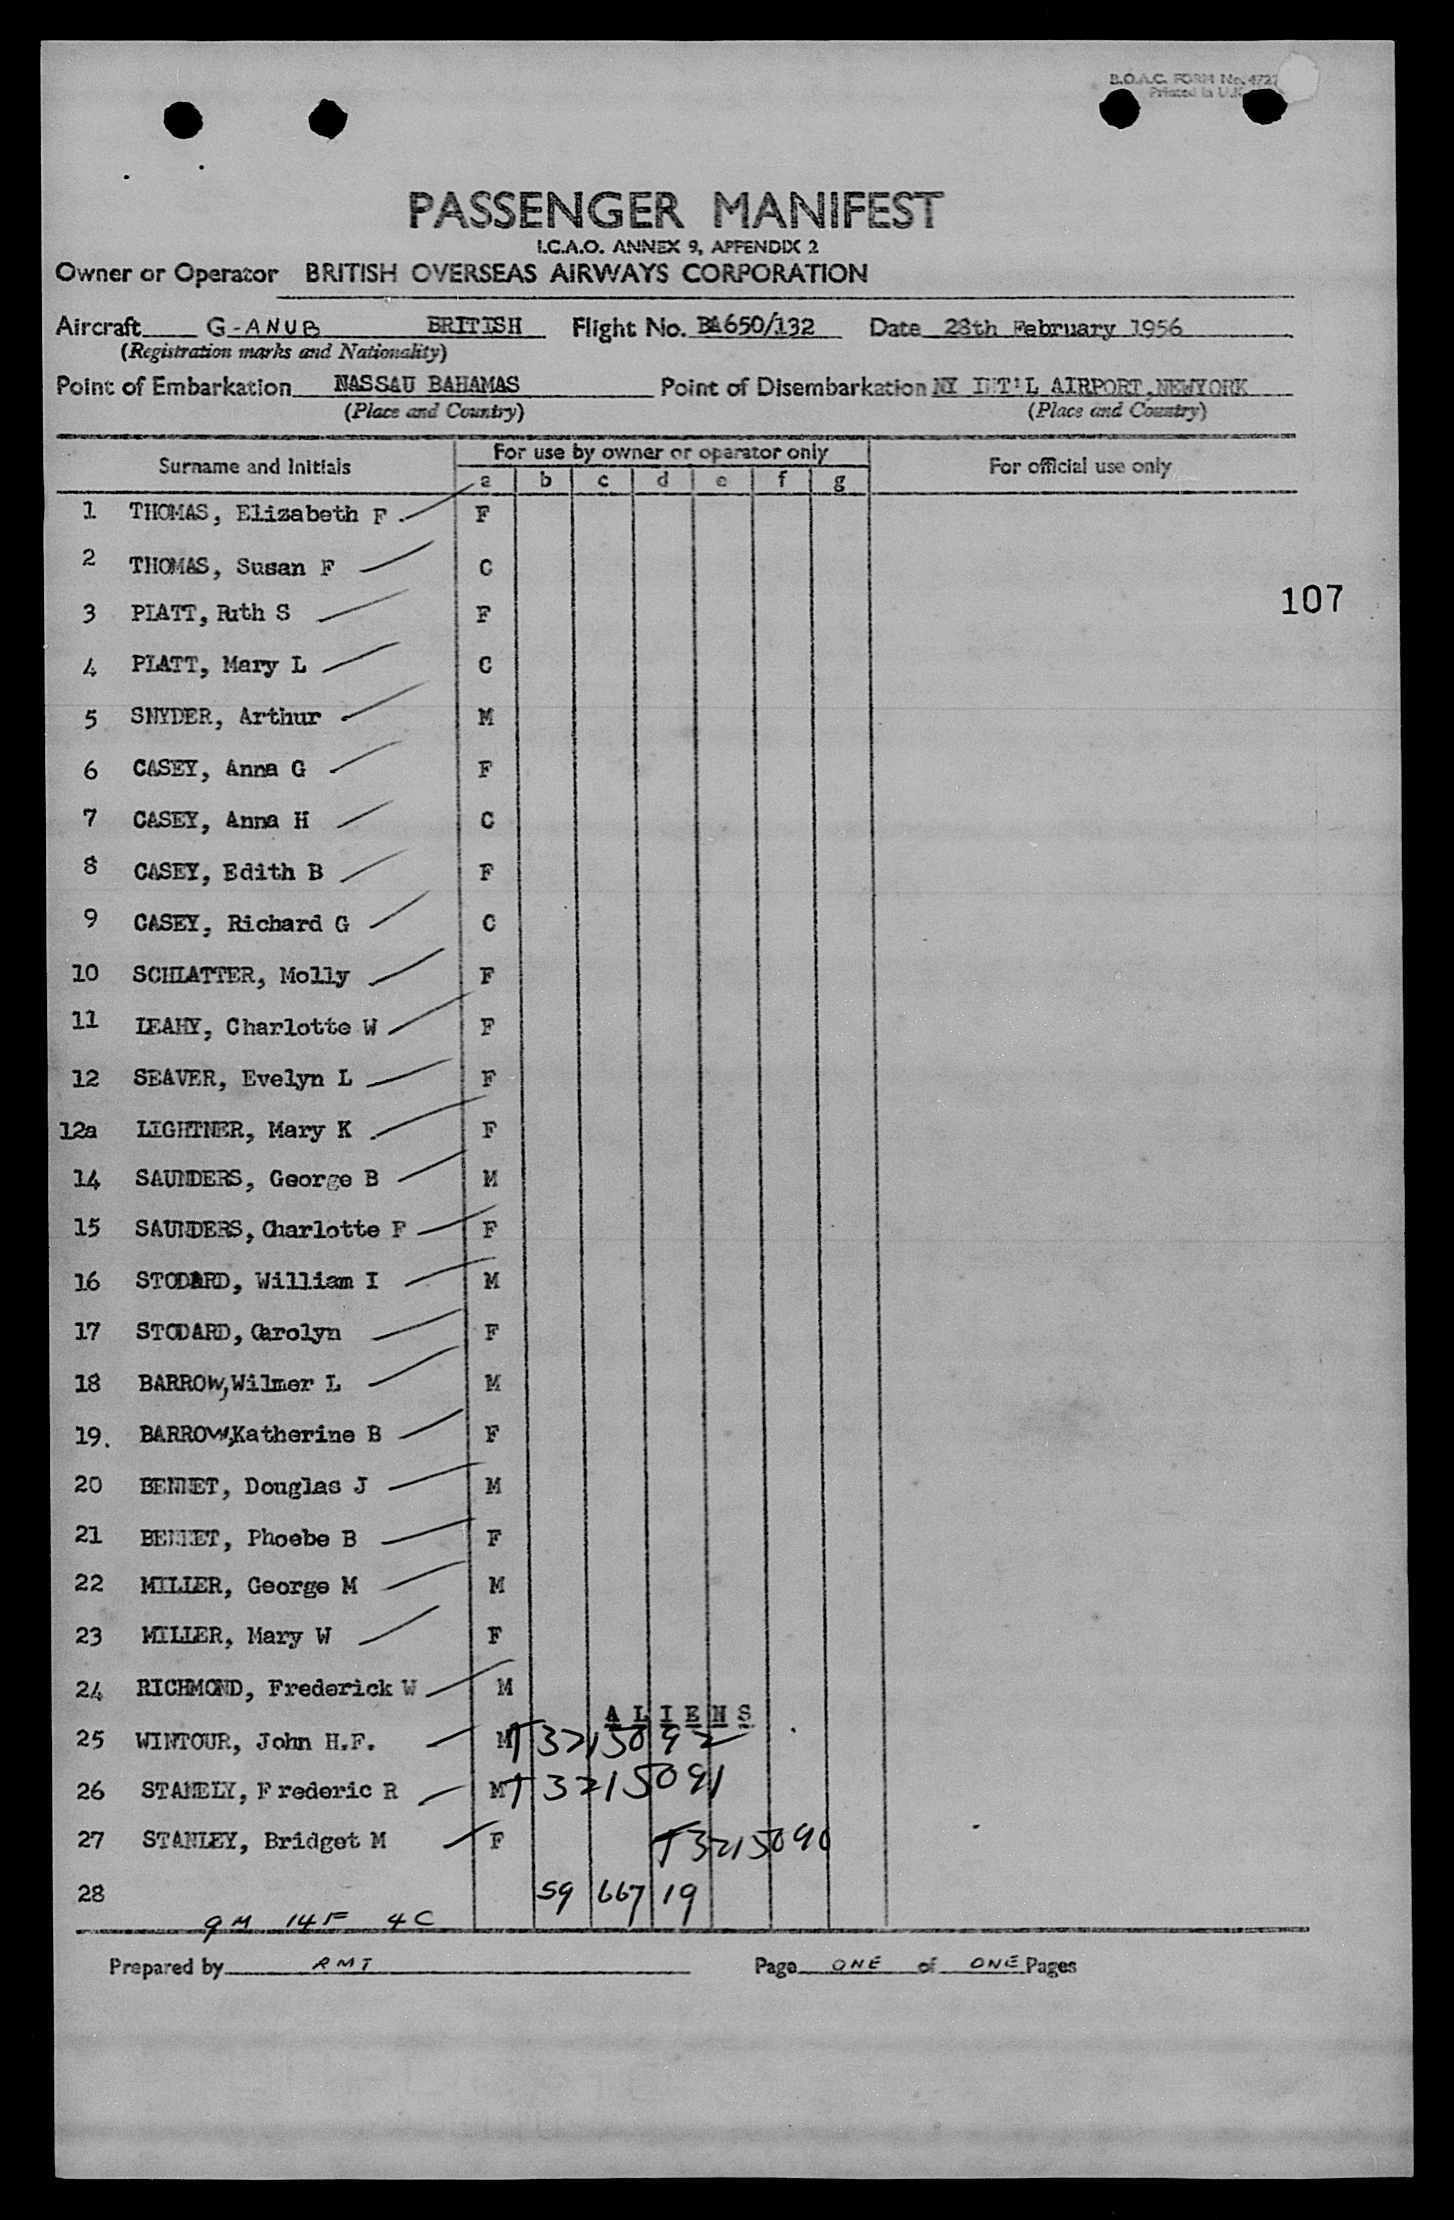 B.O.A.C. FORM No. 4727
Printed in U.K.
PASSENGER MANIFEST
I.C.A.O. ANNEX 9, APPENDIX 2
Owner or Operator BRITISH OVERSEAS AIRWAYS CORPORATION
Aircraft G-ANUB BRITISH Flight No. BA650/132 Date 28th February 1956
(Registration marks and Nationality)
Point of Embarkation NASSAU BAHAMAS Point of Disembarkation NY INT'L AIRPORT, NEWYORK
(Place and Country) (Place and Country)
Surname and Initials For use by owner or operator only For official use only
a b c d e f g
1 THOMAS, Elizabeth F. F
2 THOMAS, Susan F C
107
3 PLATT, Ruth S F
4 PLATT, Mary L C
5 SNYDER, Arthur M
6 CASEY, Anna G F
7 CASEY, Anna H C
8 CASEY, Edith B F
9 CASEY, Richard G C
10 SCHLATTER, Molly F
11 LEAHY, Charlotte W F
12 SEAVER, Evelyn L F
12a LIGHTNER, Mary K F
14 SAUNDERS, George B M
15 SAUNDERS, Charlotte F F
16 STODARD, William I M
17 STODARD, Carolyn F
18 BARROW, Wilmer L M
19. BARROW, Katherine B F
20 BENNET, Douglas J M
21 BENNET, Phoebe B F
22 MILLER, George M M
23 MILLER, Mary W F
24 RICHMOND, Frederick W M
A L I E N S
25 WINTOUR, John H.F. M T3215092
26 STANELY, Frederic R M T3215091
27 STANLEY, Bridget M F T3215090
28 59 667 19
9M 14F 4C
Prepared by RMT Page ONE of ONE Pages